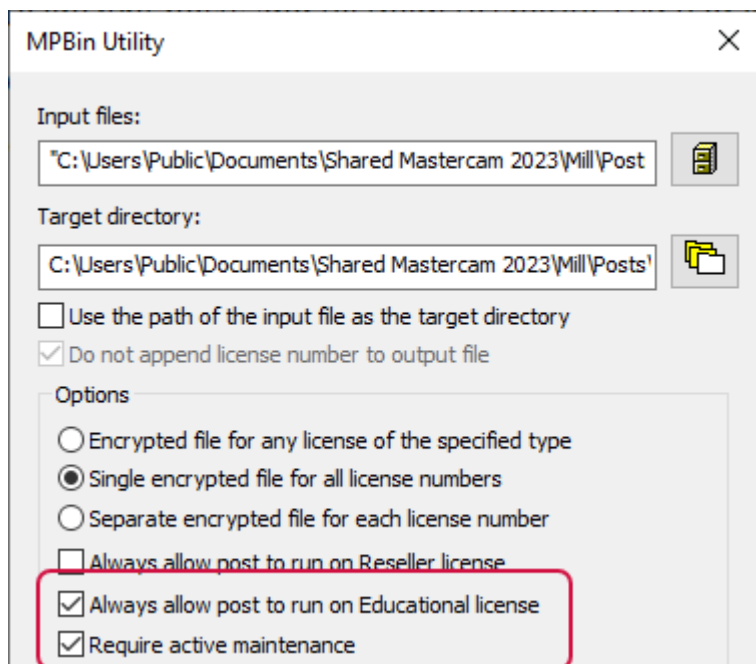 MPBin Utility
Input files:
"C:\Users\Public\Documents\Shared Mastercam 2023\Mill\Post
Target directory:
C:\Users\Public\Documents\Shared Mastercam 2023\Mill\Posts\
Use the path of the input file as the target directory
Do not append license number to output file
Options
Encrypted file for any license of the specified type
Single encrypted file for all license numbers
Separate encrypted file for each license number
Always allow post to run on Reseller license
Always allow post to run on Educational license
Require active maintenance